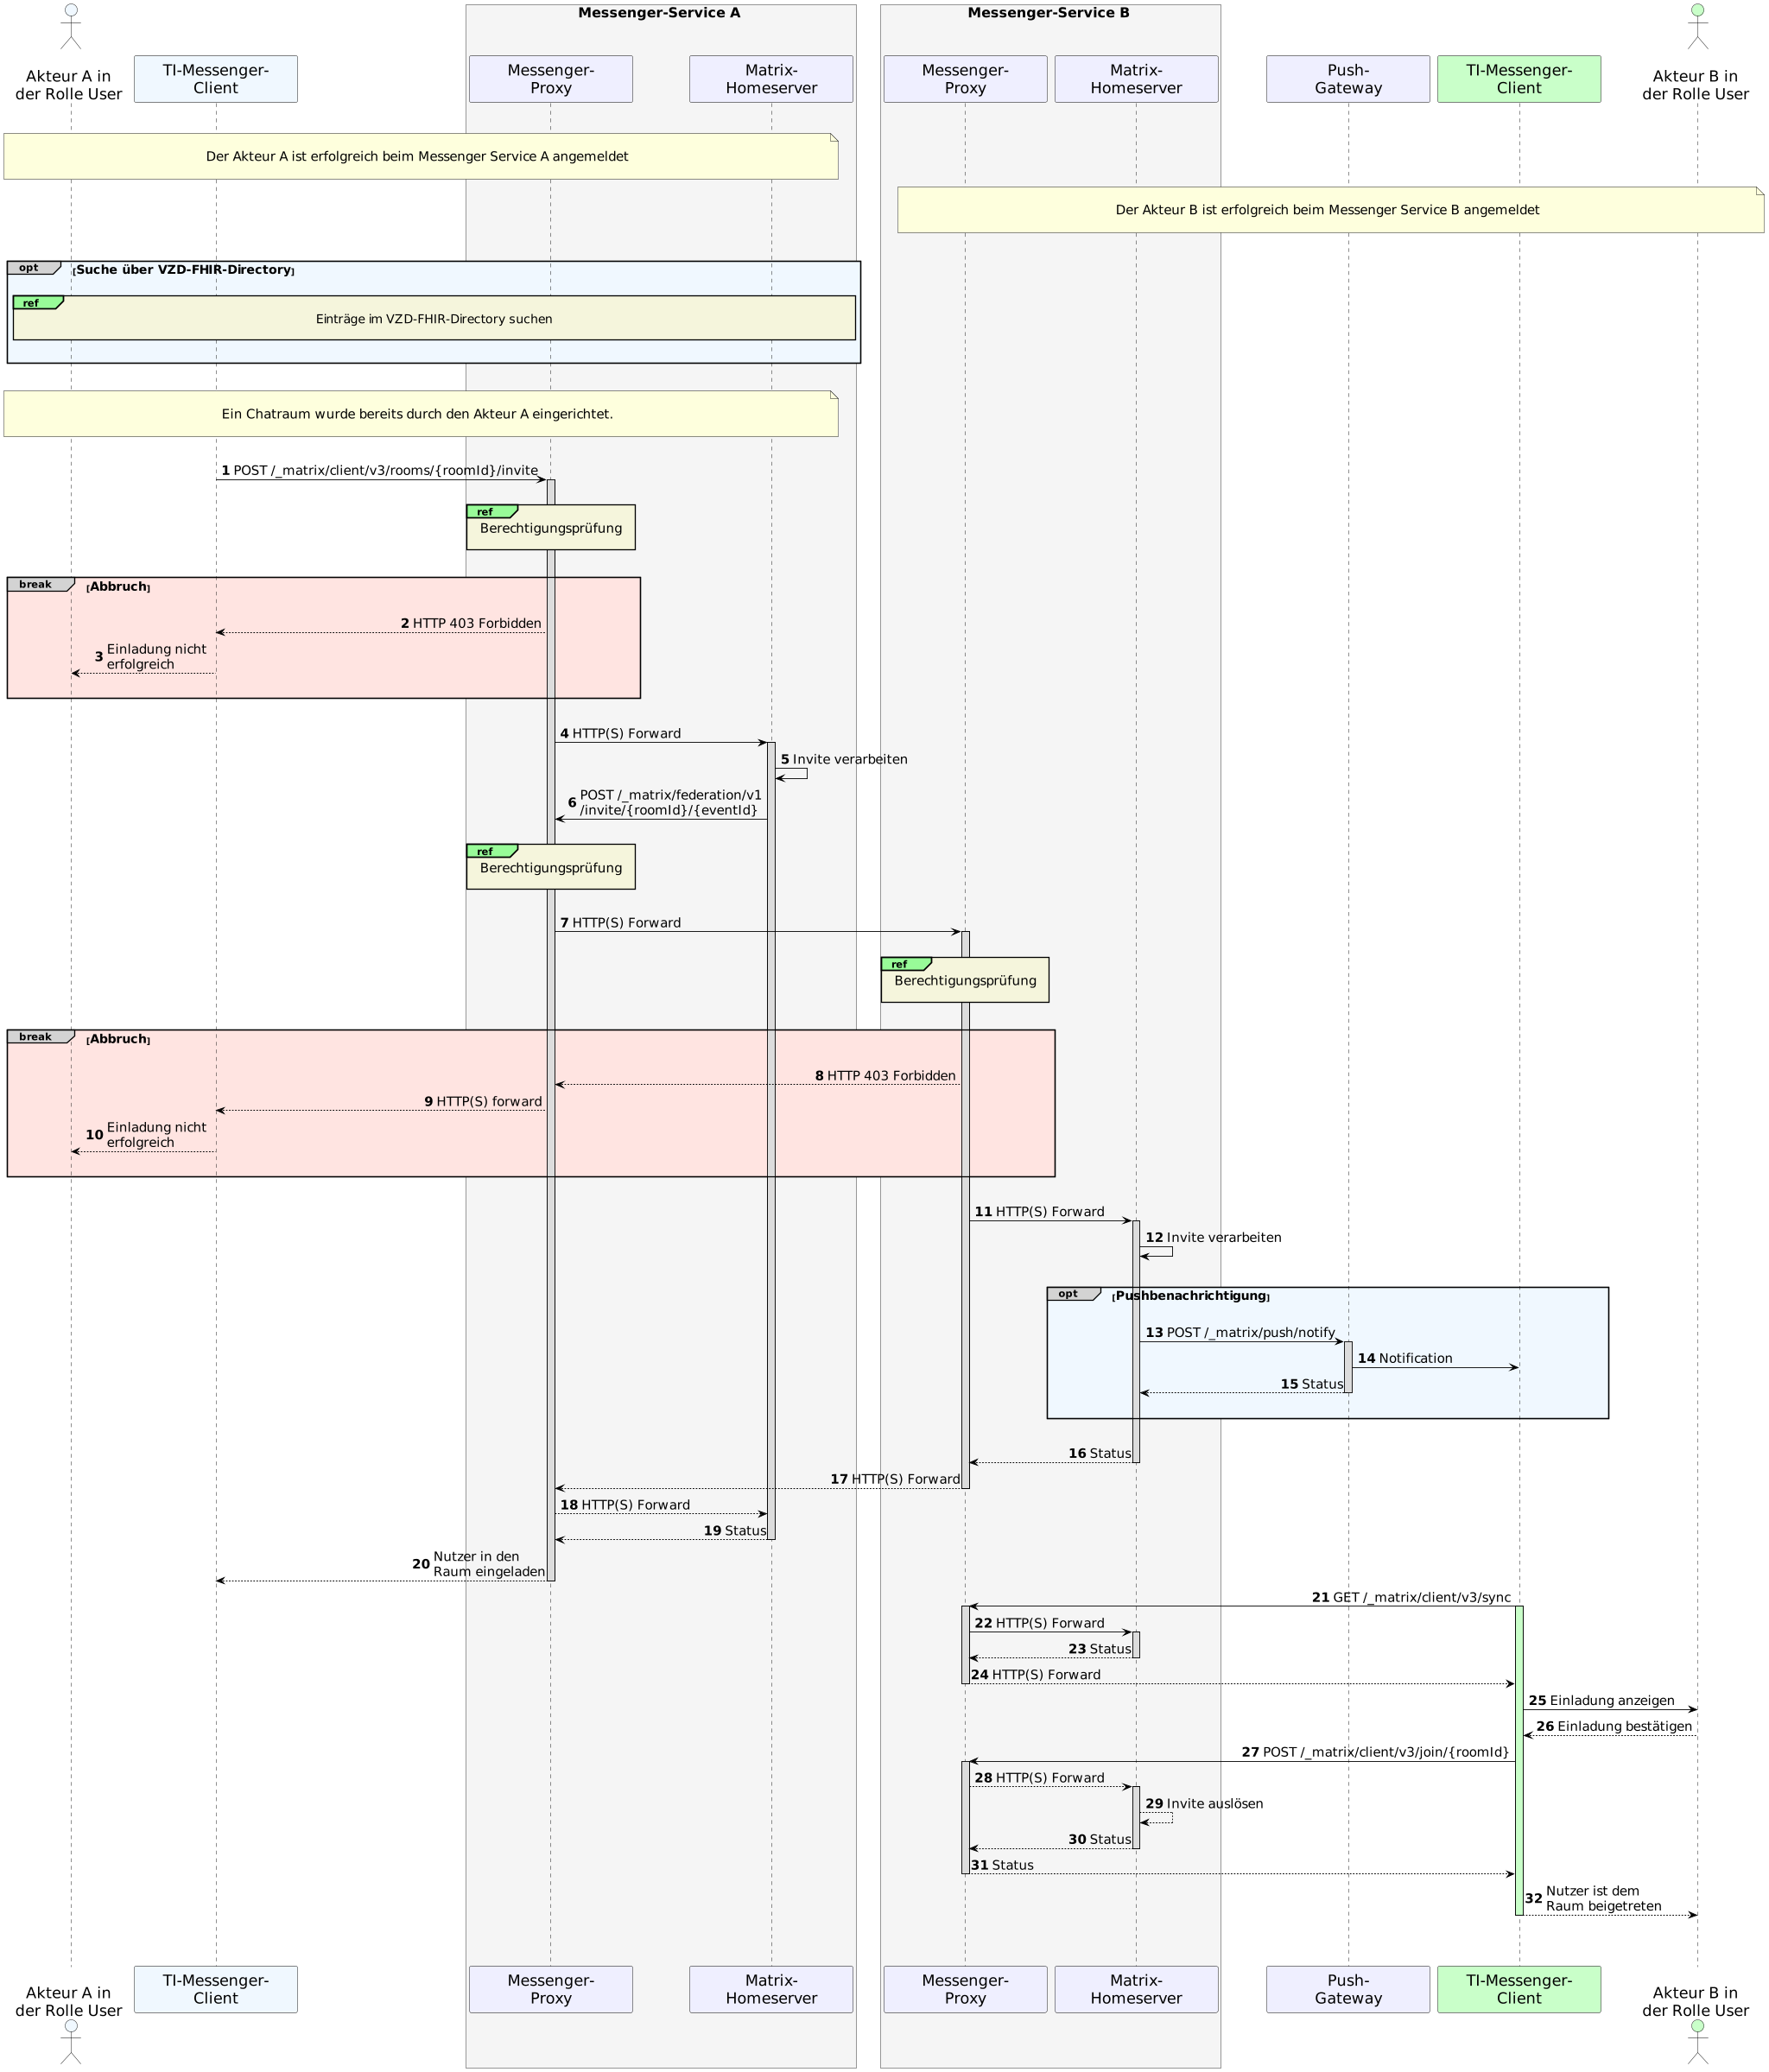 Messenger-Service A
Messenger-Service B
Akteur A in
der Rolle User
TI-Messenger-
Client
Messenger-
Proxy
Matrix-
Homeserver
Messenger-
Proxy
Matrix-
Homeserver
Push-
Gateway
TI-Messenger-
Client
Akteur B in
der Rolle User
Der Akteur A ist erfolgreich beim Messenger Service A angemeldet
Der Akteur B ist erfolgreich beim Messenger Service B angemeldet
opt [Suche über VZD-FHIR-Directory]
ref
Einträge im VZD-FHIR-Directory suchen
Ein Chatraum wurde bereits durch den Akteur A eingerichtet.
1 POST /_matrix/client/v3/rooms/{roomId}/invite
ref
Berechtigungsprüfung
break [Abbruch]
2 HTTP 403 Forbidden
3 Einladung nicht
erfolgreich
4 HTTP(S) Forward
5 Invite verarbeiten
6 POST /_matrix/federation/v1
/invite/{roomId}/{eventId}
ref
Berechtigungsprüfung
7 HTTP(S) Forward
ref
Berechtigungsprüfung
break [Abbruch]
8 HTTP 403 Forbidden
9 HTTP(S) forward
10 Einladung nicht
erfolgreich
11 HTTP(S) Forward
12 Invite verarbeiten
opt [Pushbenachrichtigung]
13 POST /_matrix/push/notify
14 Notification
15 Status
16 Status
17 HTTP(S) Forward
18 HTTP(S) Forward
19 Status
20 Nutzer in den
Raum eingeladen
21 GET /_matrix/client/v3/sync
22 HTTP(S) Forward
23 Status
24 HTTP(S) Forward
25 Einladung anzeigen
26 Einladung bestätigen
27 POST /_matrix/client/v3/join/{roomId}
28 HTTP(S) Forward
29 Invite auslösen
30 Status
31 Status
32 Nutzer ist dem
Raum beigetreten
Akteur A in
der Rolle User
TI-Messenger-
Client
Messenger-
Proxy
Matrix-
Homeserver
Messenger-
Proxy
Matrix-
Homeserver
Push-
Gateway
TI-Messenger-
Client
Akteur B in
der Rolle User